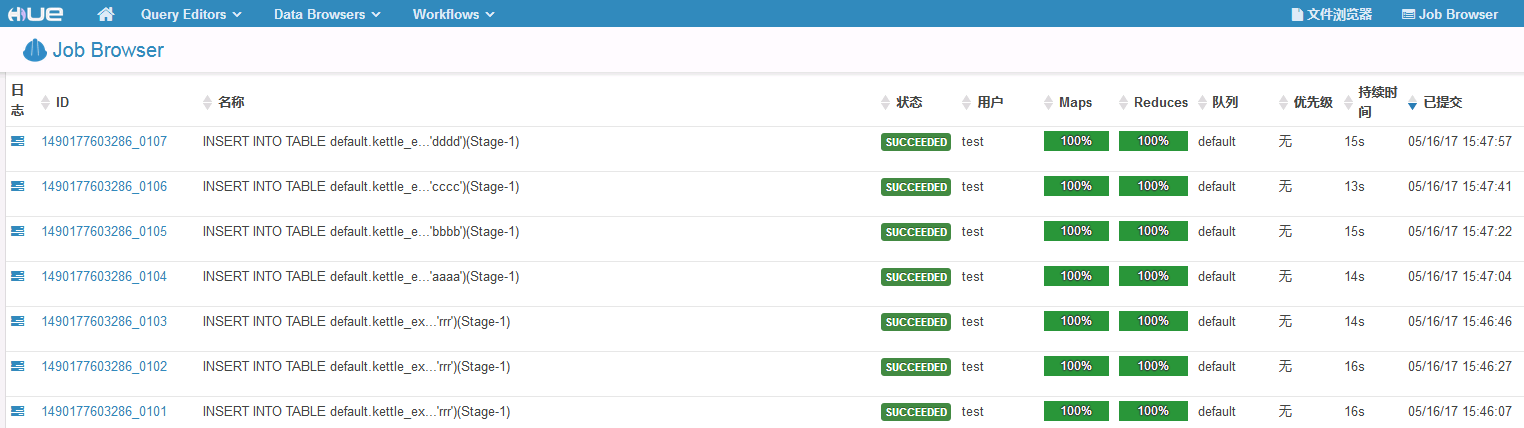 HUE Query Editors Data Browsers Workflows 文件浏览器 Job Browser
Job Browser
日志 ID 名称 状态 用户 Maps Reduces 队列 优先级 持续时间 已提交
1490177603286_0107 INSERT INTO TABLE default.kettle_e...'dddd')(Stage-1) SUCCEEDED test 100% 100% default 无 15s 05/16/17 15:47:57
1490177603286_0106 INSERT INTO TABLE default.kettle_e...'cccc')(Stage-1) SUCCEEDED test 100% 100% default 无 13s 05/16/17 15:47:41
1490177603286_0105 INSERT INTO TABLE default.kettle_e...'bbbb')(Stage-1) SUCCEEDED test 100% 100% default 无 15s 05/16/17 15:47:22
1490177603286_0104 INSERT INTO TABLE default.kettle_e...'aaaa')(Stage-1) SUCCEEDED test 100% 100% default 无 14s 05/16/17 15:47:04
1490177603286_0103 INSERT INTO TABLE default.kettle_ex...'rrr')(Stage-1) SUCCEEDED test 100% 100% default 无 14s 05/16/17 15:46:46
1490177603286_0102 INSERT INTO TABLE default.kettle_ex...'rrr')(Stage-1) SUCCEEDED test 100% 100% default 无 16s 05/16/17 15:46:27
1490177603286_0101 INSERT INTO TABLE default.kettle_ex...'rrr')(Stage-1) SUCCEEDED test 100% 100% default 无 16s 05/16/17 15:46:07